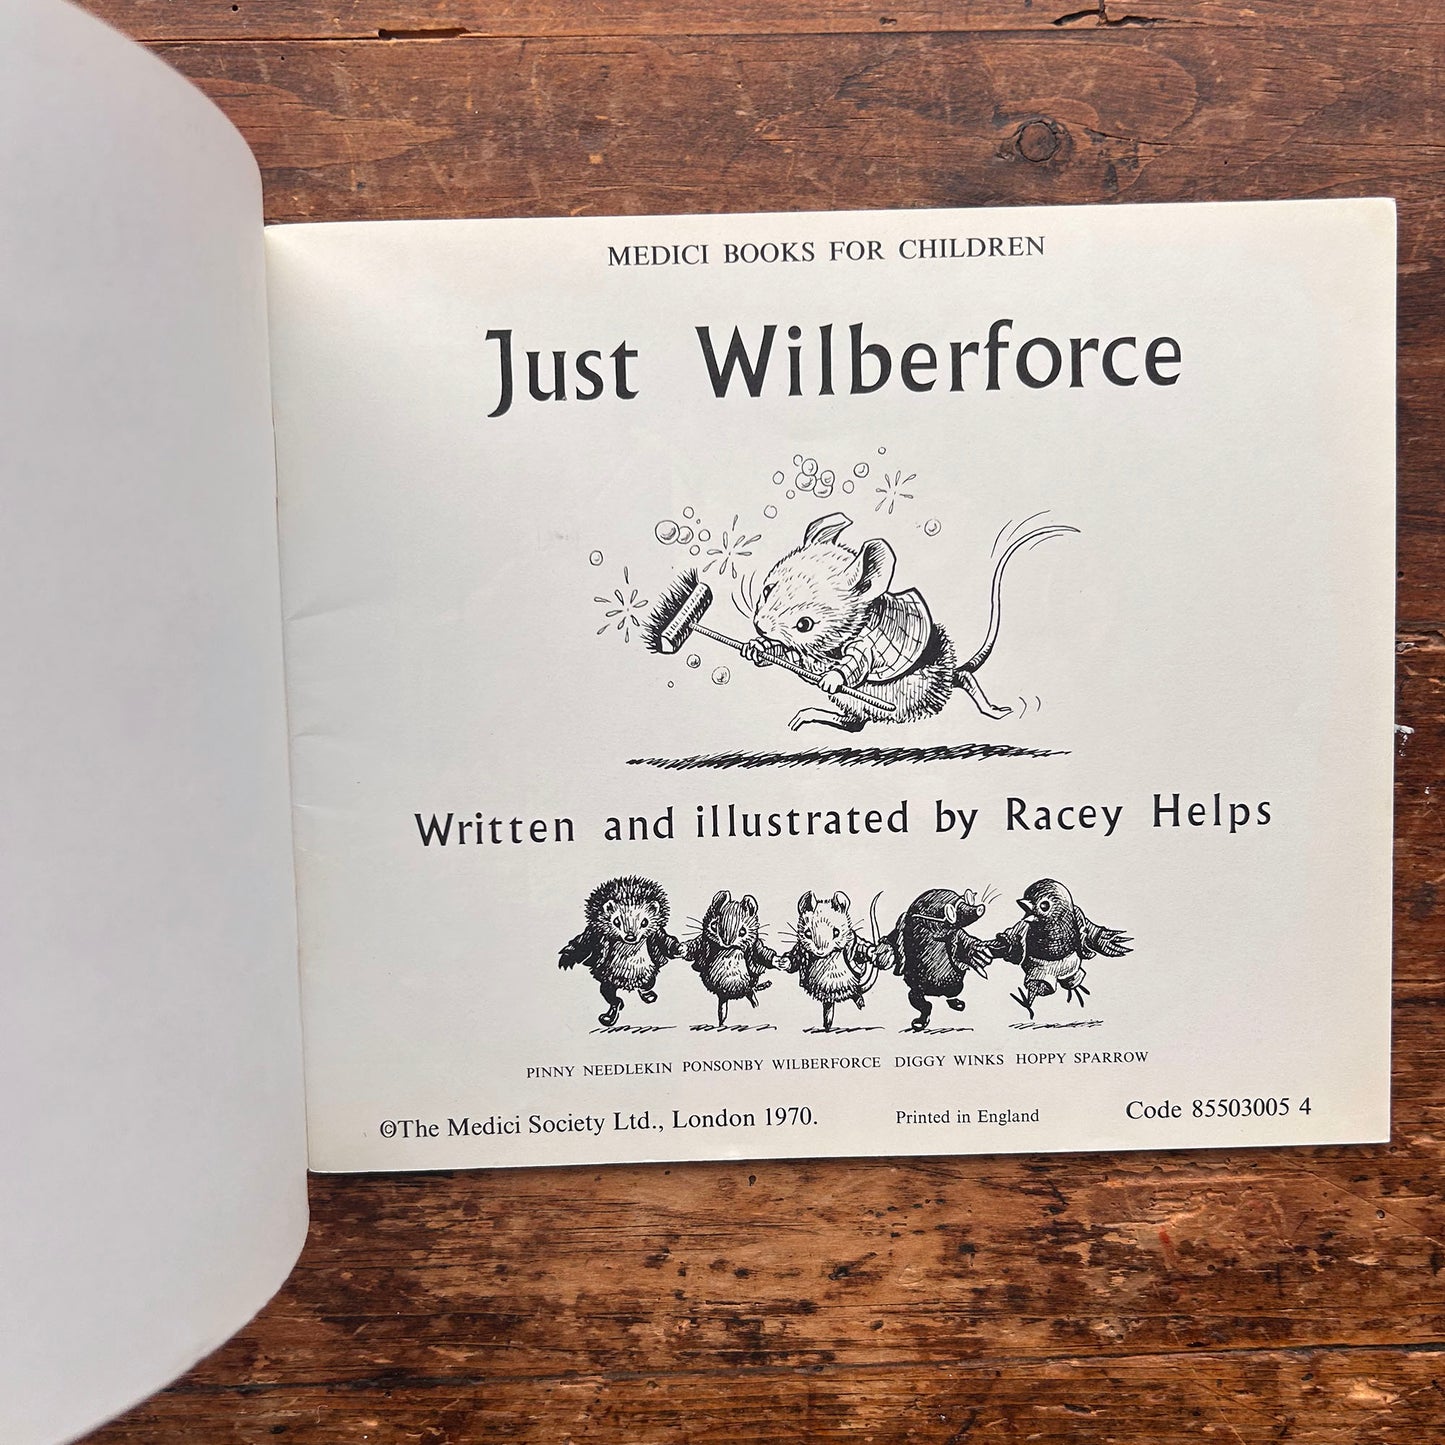 MEDICI BOOKS FOR CHILDREN
Just Wilberforce
Written and illustrated by Racey Helps
PINNY NEEDLEKIN PONSONBY WILBERFORCE DIGGY WINKS HOPPY SPARROW
©The Medici Society Ltd., London 1970. Printed in England Code 85503005 4